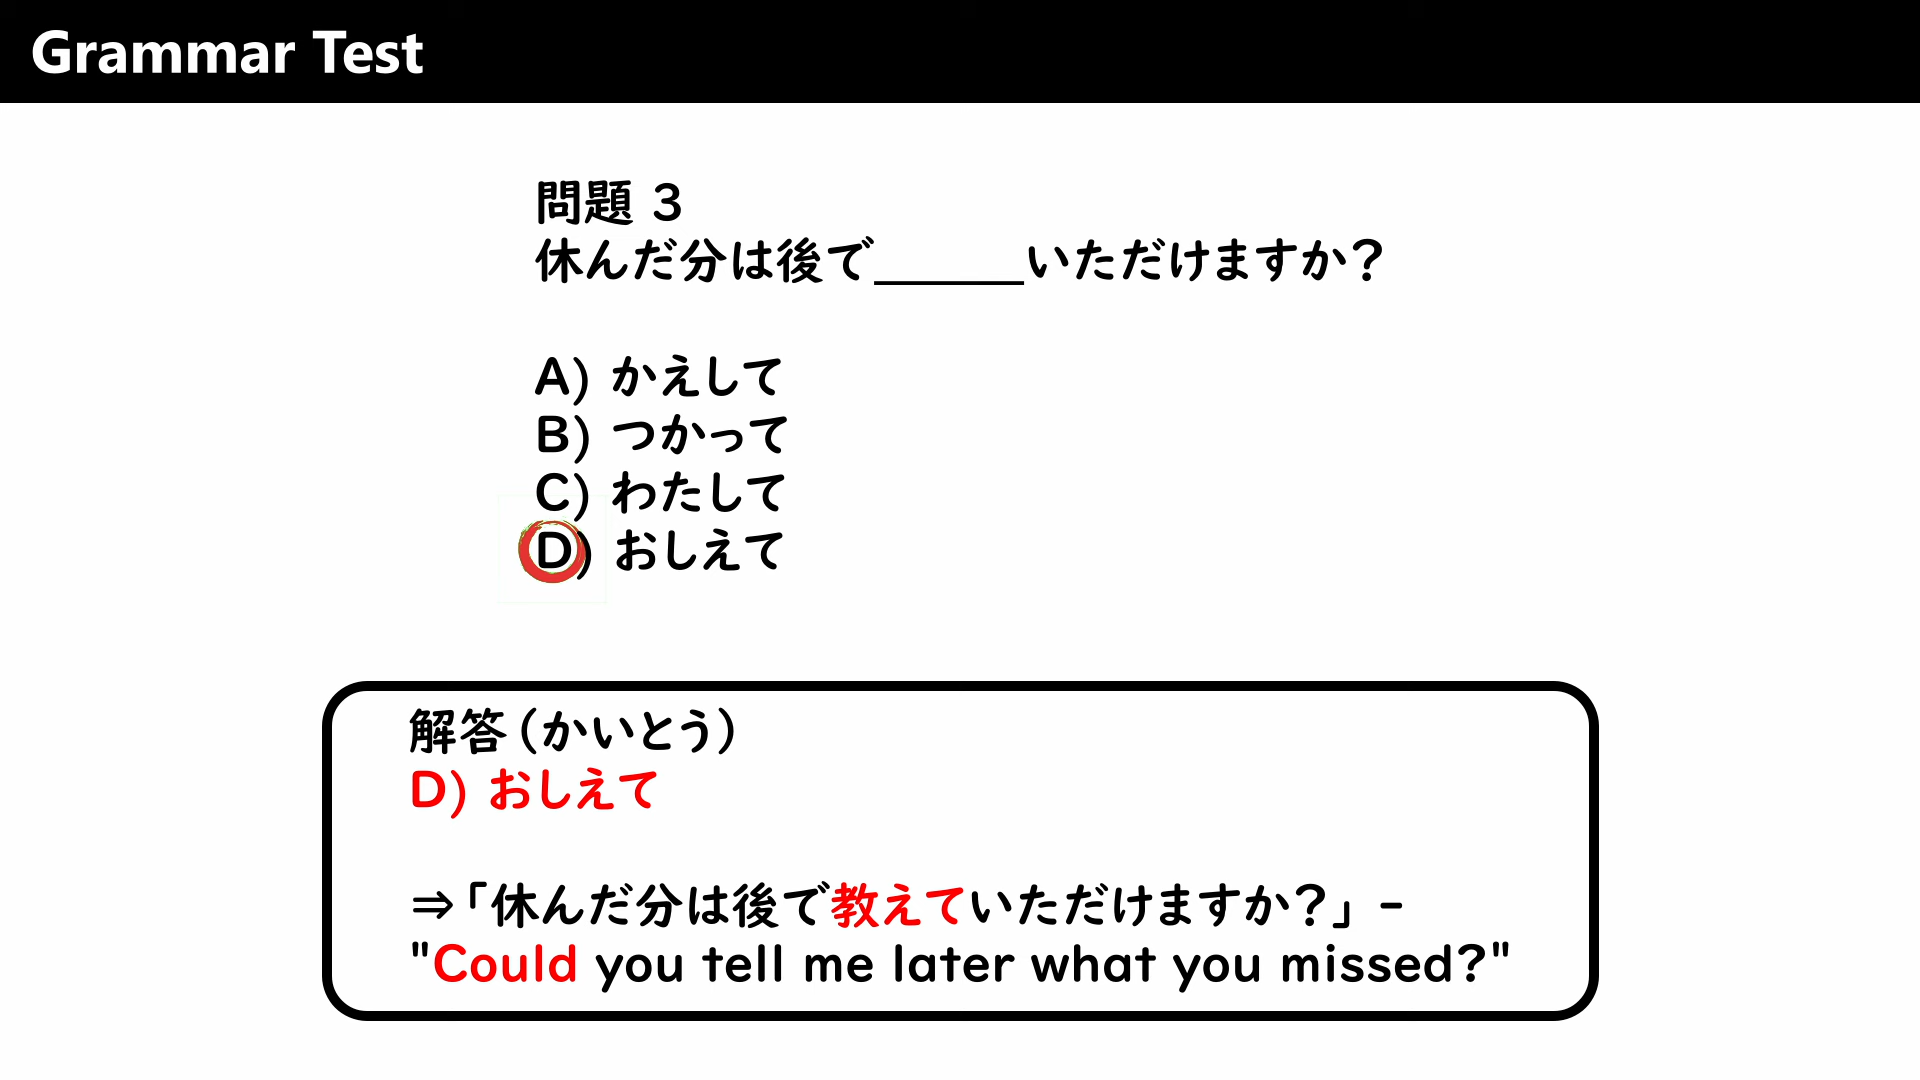 Grammar Test
問題 3
休んだ分は後で______いただけますか？
A) かえして
B) つかって
C) わたして
D) おしえて
解答（かいとう）
D) おしえて
⇒「休んだ分は後で教えていただけますか？」 -
"Could you tell me later what you missed?"